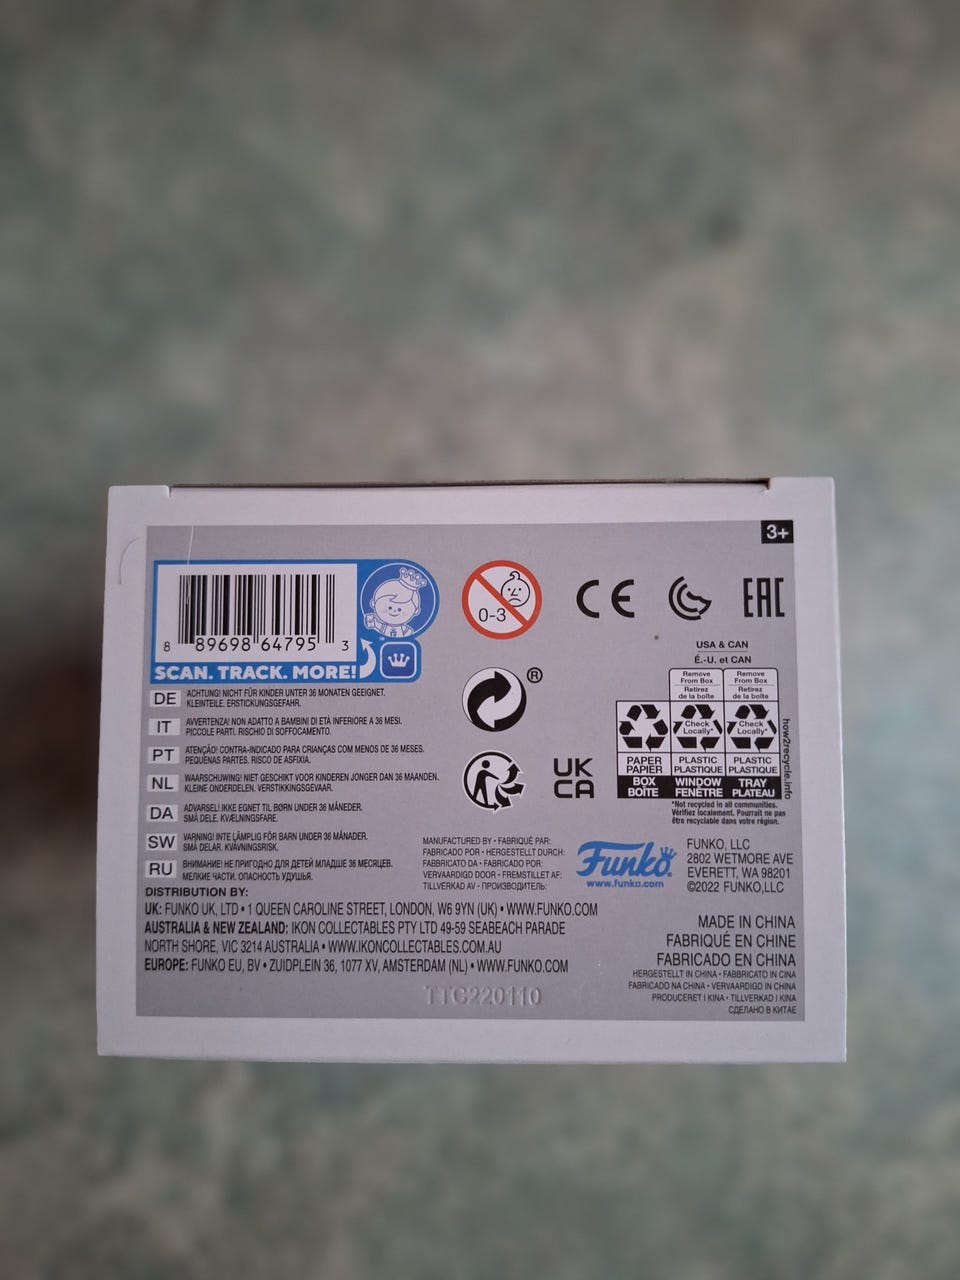 3+
8 89698 64795 3
SCAN. TRACK. MORE!
™
0-3
CE
EAC
DE
ACHTUNG! NICHT FÜR KINDER UNTER 36 MONATEN GEEIGNET.
KLEINTEILE. ERSTICKUNGSGEFAHR.
IT
AVVERTENZA! NON ADATTO A BAMBINI DI ETÀ INFERIORE A 36 MESI.
PICCOLE PARTI. RISCHIO DI SOFFOCAMENTO.
PT
ATENÇÃO! CONTRA-INDICADO PARA CRIANÇAS COM MENOS DE 36 MESES.
PEQUENAS PARTES. RISCO DE ASFIXIA.
NL
WAARSCHUWING! NIET GESCHIKT VOOR KINDEREN JONGER DAN 36 MAANDEN.
KLEINE ONDERDELEN. VERSTIKKINGSGEVAAR.
DA
ADVARSEL! IKKE EGNET TIL BØRN UNDER 36 MÅNEDER.
SMÅ DELE. KVÆLNINGSFARE.
SW
VARNING! INTE LÄMPLIG FÖR BARN UNDER 36 MÅNADER.
SMÅ DELAR. KVÄVNINGSRISK.
RU
ВНИМАНИЕ! НЕ ПРИГОДНО ДЛЯ ДЕТЕЙ МЛАДШЕ 36 МЕСЯЦЕВ.
МЕЛКИЕ ЧАСТИ. ОПАСНОСТЬ УДУШЬЯ.
®
UK
CA
USA & CAN
É.-U. et CAN
Remove From Box
Retirez de la boîte
Remove From Box
Retirez de la boîte
Check Locally*
Check Locally*
PAPER
PAPIER
PLASTIC
PLASTIQUE
PLASTIC
PLASTIQUE
BOX
BOÎTE
WINDOW
FENÊTRE
TRAY
PLATEAU
how2recycle.info
*Not recycled in all communities.
Vérifiez localement. Pourrait ne pas
être recyclable dans votre région.
MANUFACTURED BY • FABRIQUÉ PAR:
FABRICADO POR • HERGESTELLT DURCH:
FABBRICATO DA • FABRICADO POR:
VERVAARDIGD DOOR • FREMSTILLET AF:
TILLVERKAD AV • ПРОИЗВОДИТЕЛЬ:
Funko
www.funko.com
FUNKO, LLC
2802 WETMORE AVE
EVERETT, WA 98201
©2022 FUNKO,LLC
DISTRIBUTION BY:
UK: FUNKO UK, LTD • 1 QUEEN CAROLINE STREET, LONDON, W6 9YN (UK) • WWW.FUNKO.COM
AUSTRALIA & NEW ZEALAND: IKON COLLECTABLES PTY LTD 49-59 SEABEACH PARADE
NORTH SHORE, VIC 3214 AUSTRALIA • WWW.IKONCOLLECTABLES.COM.AU
EUROPE: FUNKO EU, BV • ZUIDPLEIN 36, 1077 XV, AMSTERDAM (NL) • WWW.FUNKO.COM
TTC220110
MADE IN CHINA
FABRIQUÉ EN CHINE
FABRICADO EN CHINA
HERGESTELLT IN CHINA • FABBRICATO IN CINA
FABRICADO NA CHINA • VERVAARDIGD IN CHINA
PRODUCERET I KINA • TILLVERKAD I KINA
СДЕЛАНО В КИТАЕ